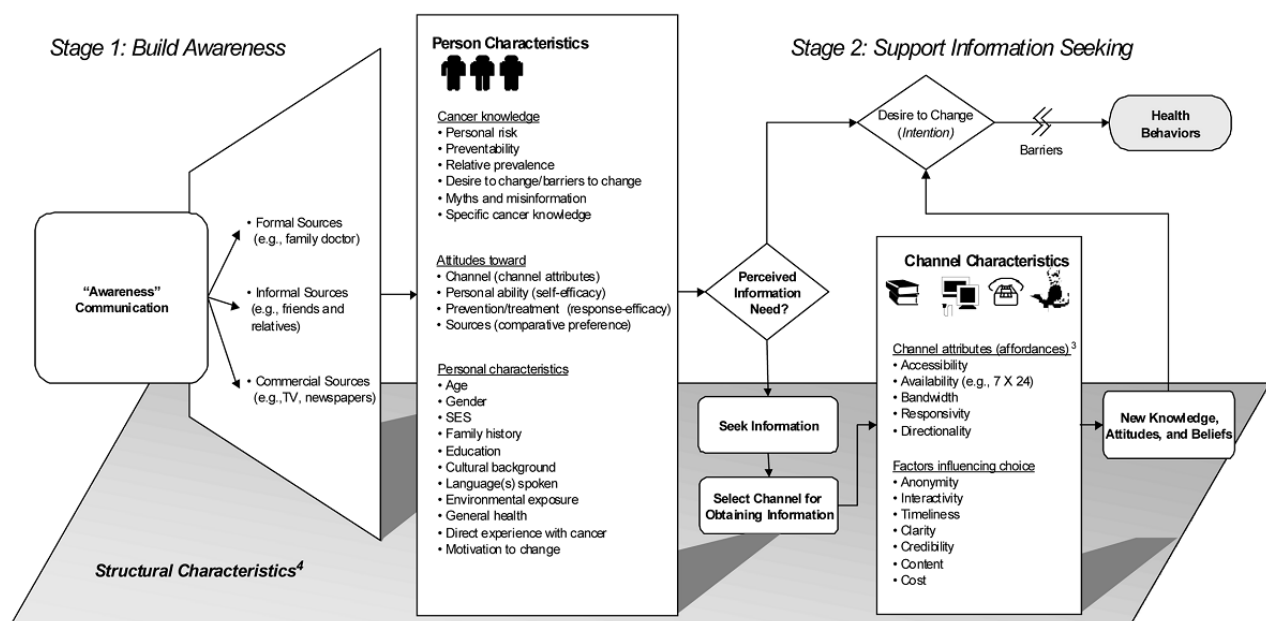 Stage 1: Build Awareness
“Awareness”
Communication
• Formal Sources
(e.g., family doctor)
• Informal Sources
(e.g., friends and
relatives)
• Commercial Sources
(e.g.,TV, newspapers)
Structural Characteristics4
Person Characteristics
Cancer knowledge
• Personal risk
• Preventability
• Relative prevalence
• Desire to change/barriers to change
• Myths and misinformation
• Specific cancer knowledge
Attitudes toward
• Channel (channel attributes)
• Personal ability (self-efficacy)
• Prevention/treatment (response-efficacy)
• Sources (comparative preference)
Personal characteristics
• Age
• Gender
• SES
• Family history
• Education
• Cultural background
• Language(s) spoken
• Environmental exposure
• General health
• Direct experience with cancer
• Motivation to change
Stage 2: Support Information Seeking
Perceived
Information
Need?
Desire to Change
(Intention)
Barriers
Health
Behaviors
Seek Information
Select Channel for
Obtaining Information
Channel Characteristics
Channel attributes (affordances) 3
• Accessibility
• Availability (e.g., 7 X 24)
• Bandwidth
• Responsivity
• Directionality
Factors influencing choice
• Anonymity
• Interactivity
• Timeliness
• Clarity
• Credibility
• Content
• Cost
New Knowledge,
Attitudes, and Beliefs